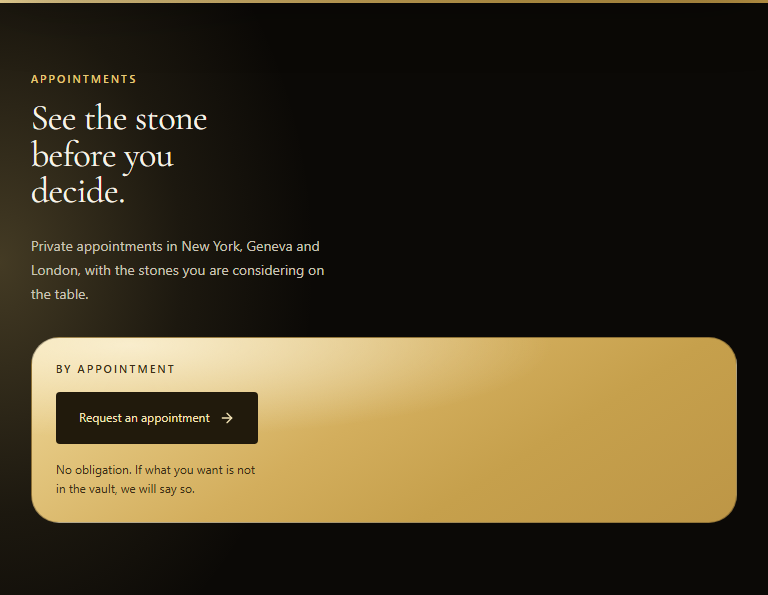 APPOINTMENTS
See the stone
before you
decide.
Private appointments in New York, Geneva and
London, with the stones you are considering on
the table.
BY APPOINTMENT
Request an appointment
No obligation. If what you want is not
in the vault, we will say so.